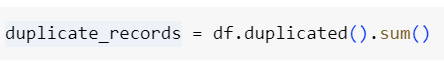 duplicate_records = df.duplicated().sum()